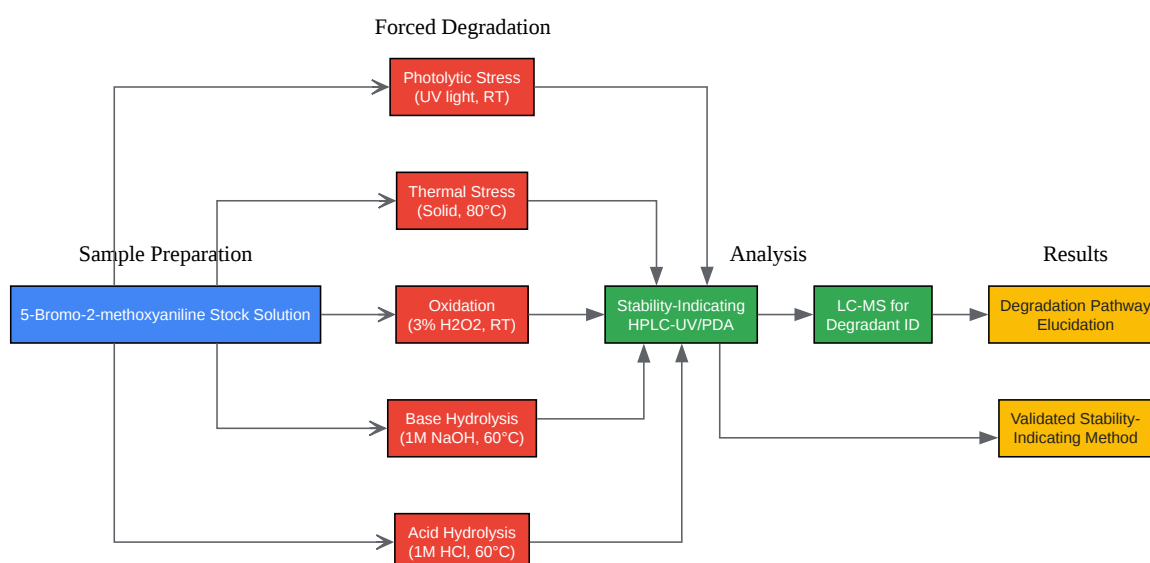 Forced Degradation
Photolytic Stress
(UV light, RT)
Thermal Stress
(Solid, 80°C)
Sample Preparation
Analysis
Results
5-Bromo-2-methoxyaniline Stock Solution
Oxidation
(3% H2O2, RT)
Stability-Indicating
HPLC-UV/PDA
LC-MS for
Degradant ID
Degradation Pathway
Elucidation
Base Hydrolysis
(1M NaOH, 60°C)
Validated Stability-
Indicating Method
Acid Hydrolysis
(1M HCl, 60°C)